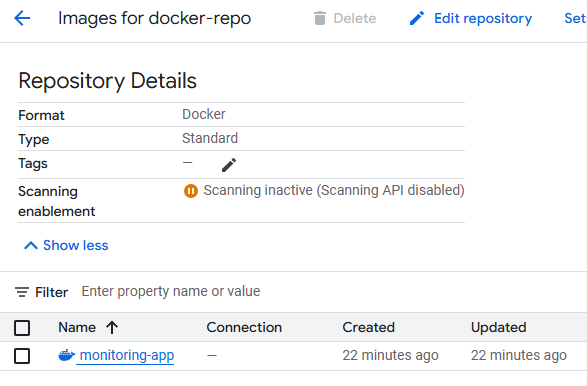 Images for docker-repo Delete Edit repository Set
Repository Details
Format Docker
Type Standard
Tags —
Scanning enablement Scanning inactive (Scanning API disabled)
Show less
Filter Enter property name or value
Name Connection Created Updated
monitoring-app — 22 minutes ago 22 minutes ago